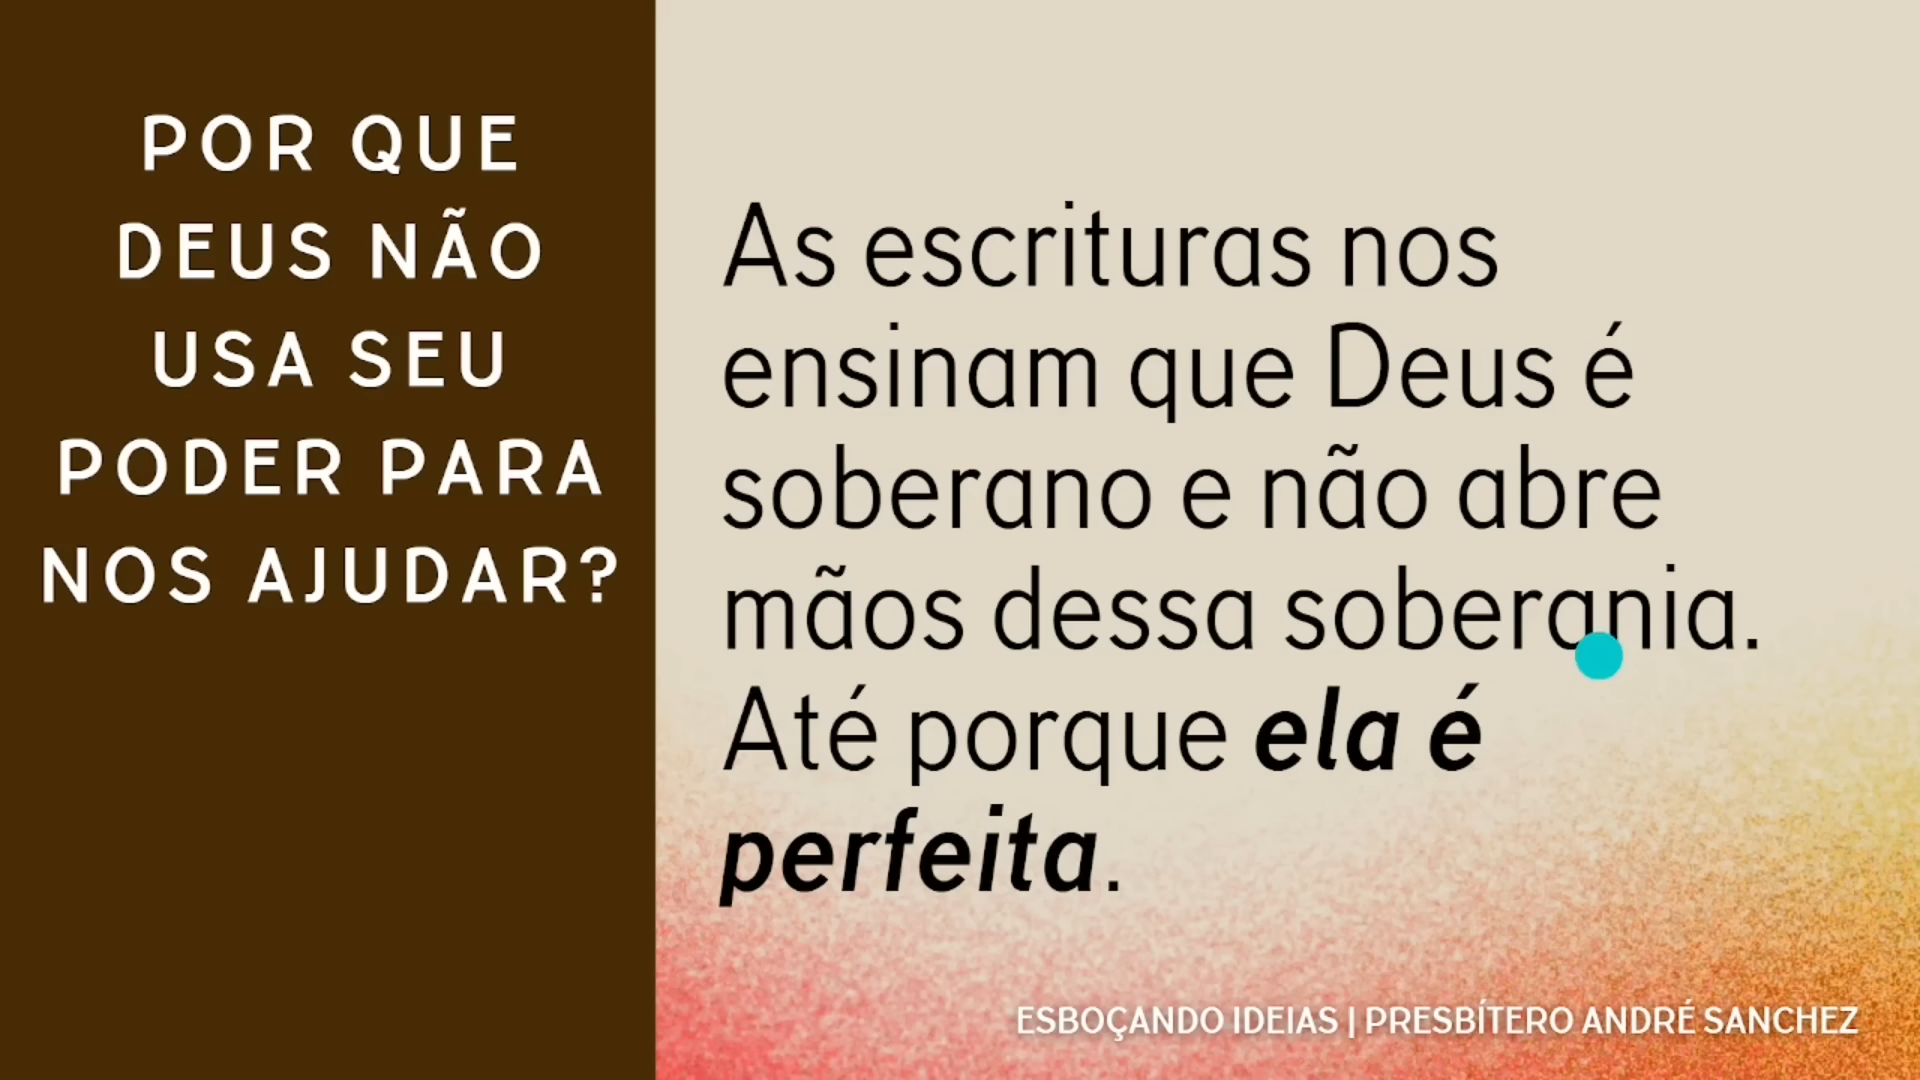 POR QUE
DEUS NÃO
USA SEU
PODER PARA
NOS AJUDAR?
As escrituras nos
ensinam que Deus é
soberano e não abre
mãos dessa soberania.
Até porque ela é
perfeita.
ESBOÇANDO IDEIAS | PRESBÍTERO ANDRÉ SANCHEZ